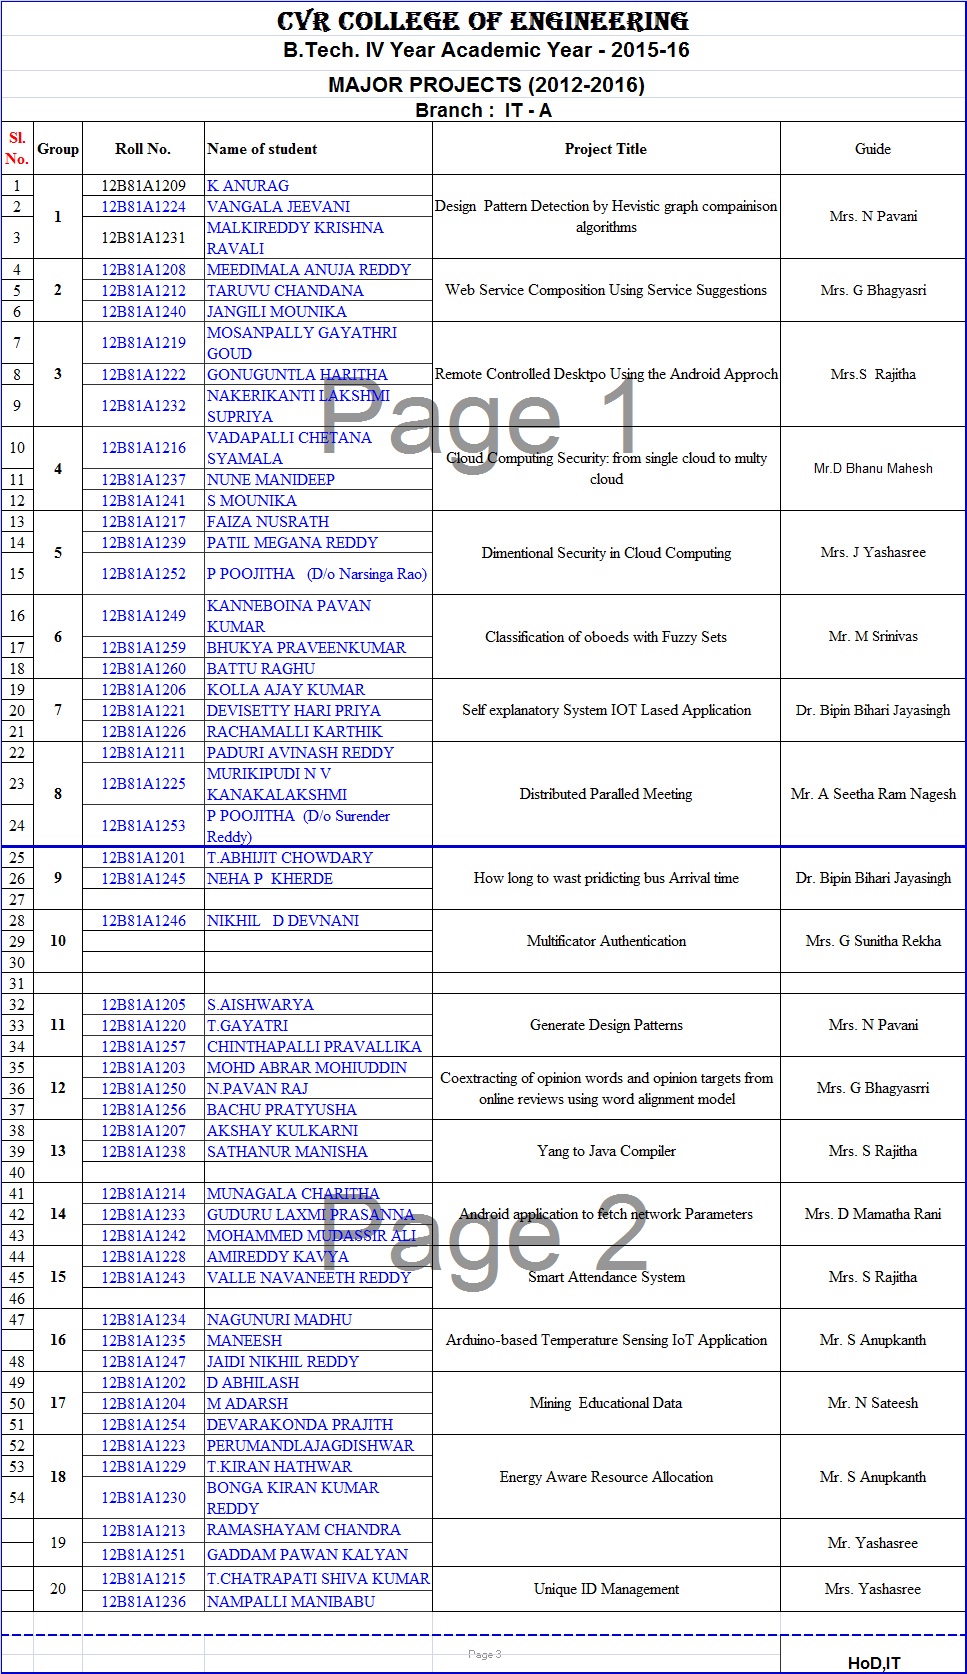 CVR COLLEGE OF ENGINEERING
B.Tech. IV Year Academic Year - 2015-16
MAJOR PROJECTS (2012-2016)
Branch : IT - A
Sl. No. Group Roll No. Name of student Project Title Guide
1 12B81A1209 K ANURAG
2 12B81A1224 VANGALA JEEVANI
1 Design Pattern Detection by Hevistic graph compainison algorithms Mrs. N Pavani
3 12B81A1231 MALKIREDDY KRISHNA RAVALI
4 12B81A1208 MEEDIMALA ANUJA REDDY
5 2 12B81A1212 TARUVU CHANDANA Web Service Composition Using Service Suggestions Mrs. G Bhagyasri
6 12B81A1240 JANGILI MOUNIKA
7 12B81A1219 MOSANPALLY GAYATHRI GOUD
8 3 12B81A1222 GONUGUNTLA HARITHA Remote Controlled Desktpo Using the Android Approch Mrs.S Rajitha
9 12B81A1232 NAKERIKANTI LAKSHMI SUPRIYA
Page 1
10 12B81A1216 VADAPALLI CHETANA SYAMALA
4 Cloud Computing Security: from single cloud to multy cloud Mr.D Bhanu Mahesh
11 12B81A1237 NUNE MANIDEEP
12 12B81A1241 S MOUNIKA
13 12B81A1217 FAIZA NUSRATH
14 12B81A1239 PATIL MEGANA REDDY
5 Dimentional Security in Cloud Computing Mrs. J Yashasree
15 12B81A1252 P POOJITHA (D/o Narsinga Rao)
16 12B81A1249 KANNEBOINA PAVAN KUMAR
6 Classification of oboeds with Fuzzy Sets Mr. M Srinivas
17 12B81A1259 BHUKYA PRAVEENKUMAR
18 12B81A1260 BATTU RAGHU
19 12B81A1206 KOLLA AJAY KUMAR
20 7 12B81A1221 DEVISETTY HARI PRIYA Self explanatory System IOT Lased Application Dr. Bipin Bihari Jayasingh
21 12B81A1226 RACHAMALLI KARTHIK
22 12B81A1211 PADURI AVINASH REDDY
23 12B81A1225 MURIKIPUDI N V KANAKALAKSHMI
8 Distributed Paralled Meeting Mr. A Seetha Ram Nagesh
24 12B81A1253 P POOJITHA (D/o Surender Reddy)
25 12B81A1201 T.ABHIJIT CHOWDARY
26 9 12B81A1245 NEHA P KHERDE How long to wast pridicting bus Arrival time Dr. Bipin Bihari Jayasingh
27
28 12B81A1246 NIKHIL D DEVNANI
29 10 Multificator Authentication Mrs. G Sunitha Rekha
30
31
32 12B81A1205 S.AISHWARYA
33 11 12B81A1220 T.GAYATRI Generate Design Patterns Mrs. N Pavani
34 12B81A1257 CHINTHAPALLI PRAVALLIKA
35 12B81A1203 MOHD ABRAR MOHIUDDIN
36 12 12B81A1250 N.PAVAN RAJ Coextracting of opinion words and opinion targets from online reviews using word alignment model Mrs. G Bhagyasrri
37 12B81A1256 BACHU PRATYUSHA
38 12B81A1207 AKSHAY KULKARNI
39 13 12B81A1238 SATHANUR MANISHA Yang to Java Compiler Mrs. S Rajitha
40
41 12B81A1214 MUNAGALA CHARITHA
42 14 12B81A1233 GUDURU LAXMI PRASANNA Android application to fetch network Parameters Mrs. D Mamatha Rani
43 12B81A1242 MOHAMMED MUDASSIR ALI
Page 2
44 12B81A1228 AMIREDDY KAVYA
45 15 12B81A1243 VALLE NAVANEETH REDDY Smart Attendance System Mrs. S Rajitha
46
47 12B81A1234 NAGUNURI MADHU
16 12B81A1235 MANEESH Arduino-based Temperature Sensing IoT Application Mr. S Anupkanth
48 12B81A1247 JAIDI NIKHIL REDDY
49 12B81A1202 D ABHILASH
50 17 12B81A1204 M ADARSH Mining Educational Data Mr. N Sateesh
51 12B81A1254 DEVARAKONDA PRAJITH
52 12B81A1223 PERUMANDLAJAGDISHWAR
53 12B81A1229 T.KIRAN HATHWAR
18 Energy Aware Resource Allocation Mr. S Anupkanth
54 12B81A1230 BONGA KIRAN KUMAR REDDY
12B81A1213 RAMASHAYAM CHANDRA
19 Mr. Yashasree
12B81A1251 GADDAM PAWAN KALYAN
12B81A1215 T.CHATRAPATI SHIVA KUMAR
20 Unique ID Management Mrs. Yashasree
12B81A1236 NAMPALLI MANIBABU
Page 3
HoD,IT